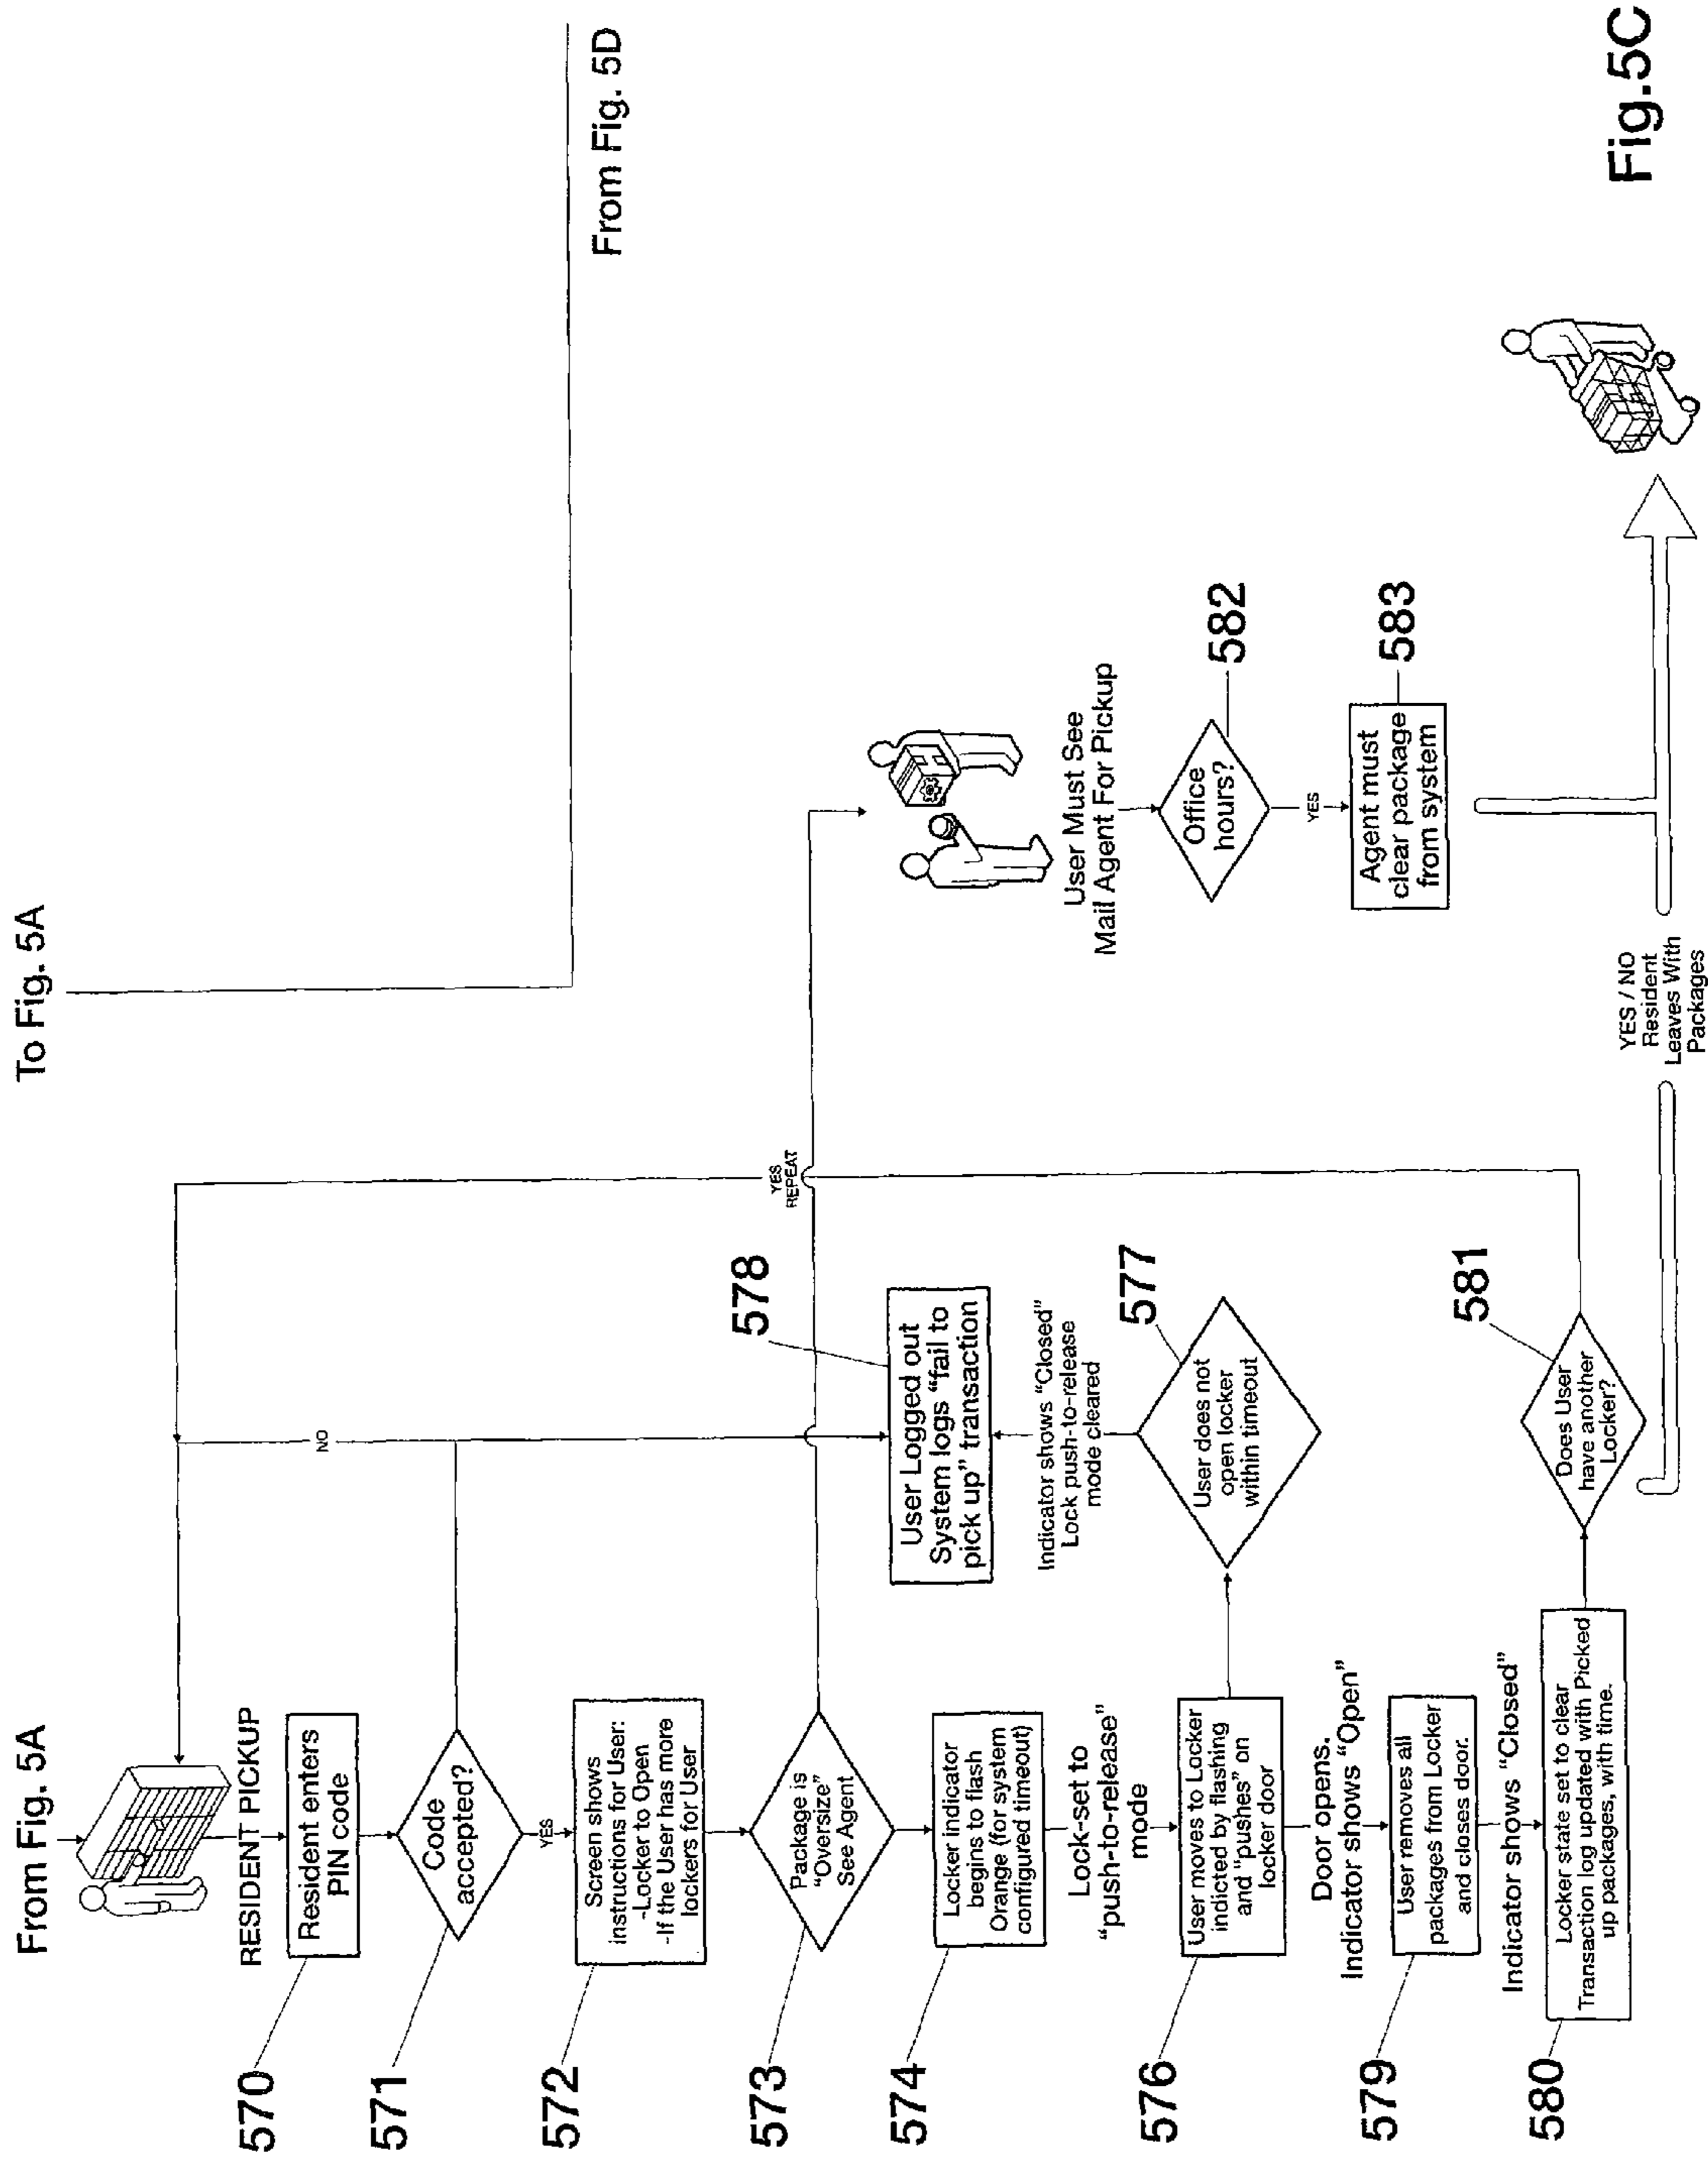 From Fig. 5A
To Fig. 5A
From Fig. 5D
RESIDENT PICKUP
570
Resident enters
PIN code
571
Code
accepted?
NO
YES
572
Screen shows
instructions for User:
-Locker to Open
-If the User has more
lockers for User
573
Package is
"Oversize"
See Agent
YES
REPEAT
574
Locker indicator
begins to flash
Orange (for system
configured timeout)
Lock-set to
"push-to-release"
mode
576
User moves to Locker
indicted by flashing
and "pushes" on
locker door
577
User does not
open locker
within timeout
Indicator shows "Closed"
Lock push-to-release
mode cleared
578
User Logged out
System logs "fail to
pick up" transaction
Door opens.
Indicator shows "Open"
579
User removes all
packages from Locker
and closes door.
Indicator shows "Closed"
580
Locker state set to clear
Transaction log updated with Picked
up packages, with time.
581
Does User
have another
Locker?
User Must See
Mail Agent For Pickup
582
Office
hours?
YES
583
Agent must
clear package
from system
YES / NO
Resident
Leaves With
Packages
Fig.5C